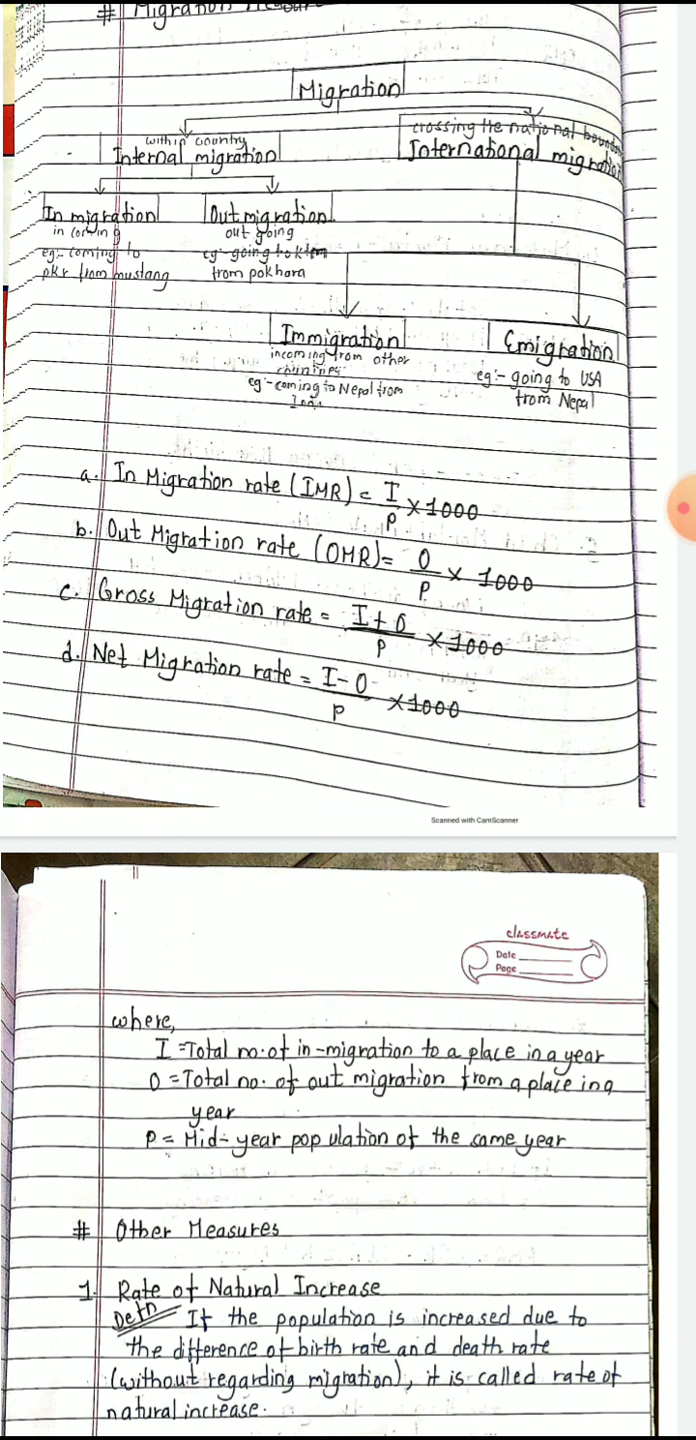 # Migration Measure
Migration
within country
Internal migration
crossing the national
International migration
In migration
in coming
eg:- coming to
pkr from mustang
Out migration
out going
eg:- going to ktm
from pokhara
Immigration
incoming from other
eg:- coming to Nepal from
Emigration
eg:- going to USA
from Nepal
a. In Migration rate (IMR) = I/P × 1000
b. Out Migration rate (OMR) = O/P × 1000
c. Gross Migration rate = I+O/P × 1000
d. Net Migration rate = I-O/P × 1000
Scanned with CamScanner
classmate
Date
Page
where,
I = Total no. of in-migration to a place in a year
O = Total no. of out migration from a place in a
year
P = Mid-year population of the same year
# Other Measures
1. Rate of Natural Increase
Defn If the population is increased due to
the difference of birth rate and death rate
(without regarding migration), it is called rate of
natural increase.